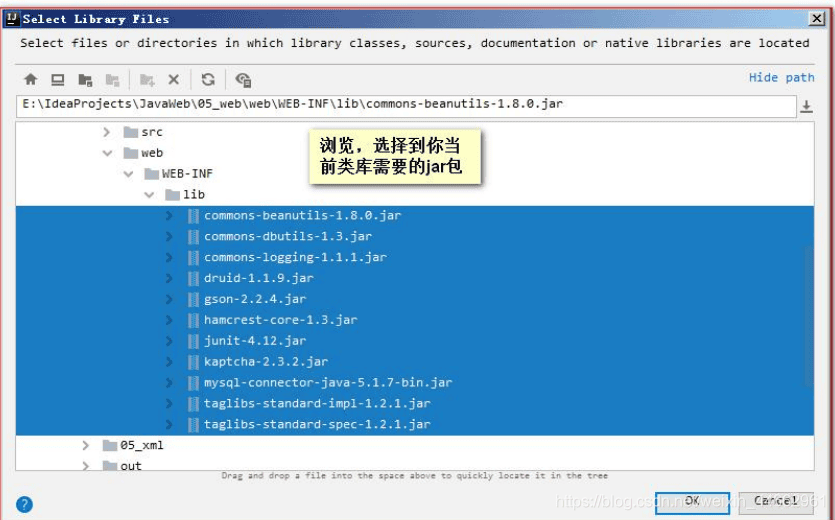 Select Library Files
Select files or directories in which library classes, sources, documentation or native libraries are located
Hide path
E:\IdeaProjects\JavaWeb\05_web\web\WEB-INF\lib\commons-beanutils-1.8.0.jar
src
web
浏览，选择到你当
前类库需要的jar包
WEB-INF
lib
commons-beanutils-1.8.0.jar
commons-dbutils-1.3.jar
commons-logging-1.1.1.jar
druid-1.1.9.jar
gson-2.2.4.jar
hamcrest-core-1.3.jar
junit-4.12.jar
kaptcha-2.3.2.jar
mysql-connector-java-5.1.7-bin.jar
taglibs-standard-impl-1.2.1.jar
taglibs-standard-spec-1.2.1.jar
05_xml
out
Drag and drop a file into the space above to quickly locate it in the tree
OK
Cancel